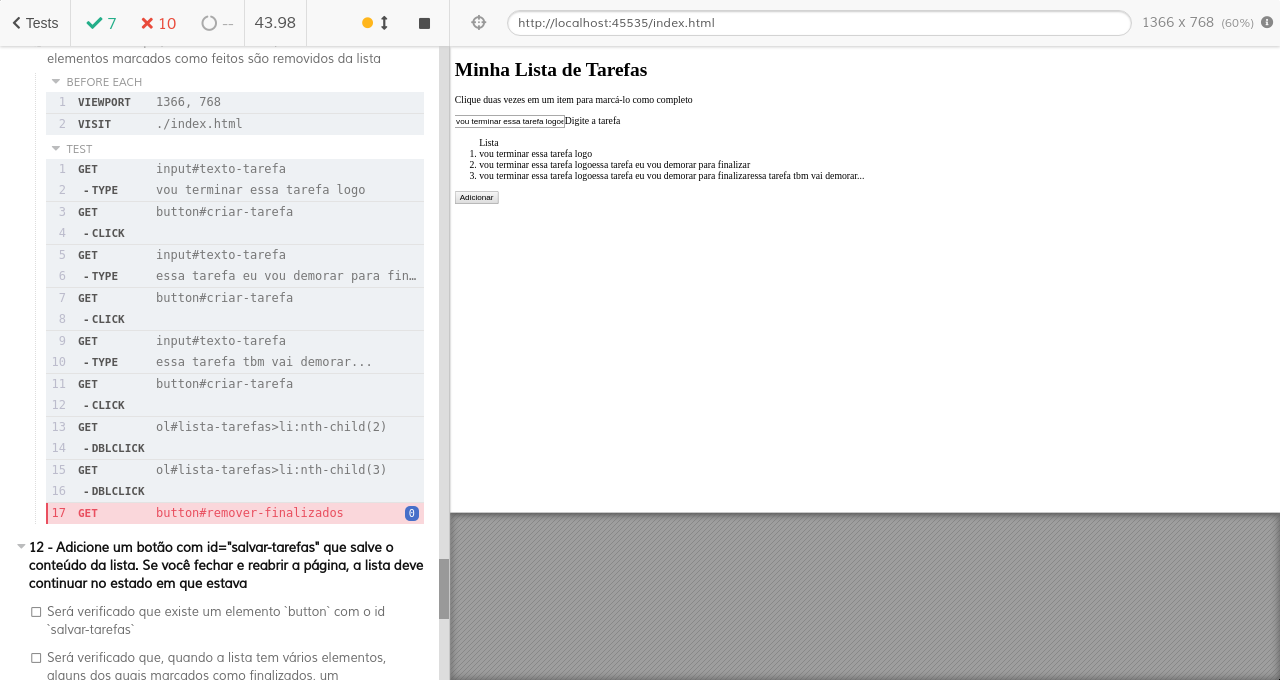 Tests
7
10
--
43.98
http://localhost:45535/index.html
1366 x 768 (60%)
elementos marcados como feitos são removidos da lista
BEFORE EACH
1 VIEWPORT 1366, 768
2 VISIT ./index.html
TEST
1 GET input#texto-tarefa
2 -TYPE vou terminar essa tarefa logo
3 GET button#criar-tarefa
4 -CLICK
5 GET input#texto-tarefa
6 -TYPE essa tarefa eu vou demorar para fin…
7 GET button#criar-tarefa
8 -CLICK
9 GET input#texto-tarefa
10 -TYPE essa tarefa tbm vai demorar...
11 GET button#criar-tarefa
12 -CLICK
13 GET ol#lista-tarefas>li:nth-child(2)
14 -DBLCLICK
15 GET ol#lista-tarefas>li:nth-child(3)
16 -DBLCLICK
17 GET button#remover-finalizados 0
12 - Adicione um botão com id="salvar-tarefas" que salve o
conteúdo da lista. Se você fechar e reabrir a página, a lista deve
continuar no estado em que estava
Será verificado que existe um elemento `button` com o id
`salvar-tarefas`
Será verificado que, quando a lista tem vários elementos,
alguns dos quais marcados como finalizados, um
Minha Lista de Tarefas
Clique duas vezes em um item para marcá-lo como completo
vou terminar essa tarefa logoe Digite a tarefa
Lista
1. vou terminar essa tarefa logo
2. vou terminar essa tarefa logoessa tarefa eu vou demorar para finalizar
3. vou terminar essa tarefa logoessa tarefa eu vou demorar para finalizaressa tarefa tbm vai demorar...
Adicionar